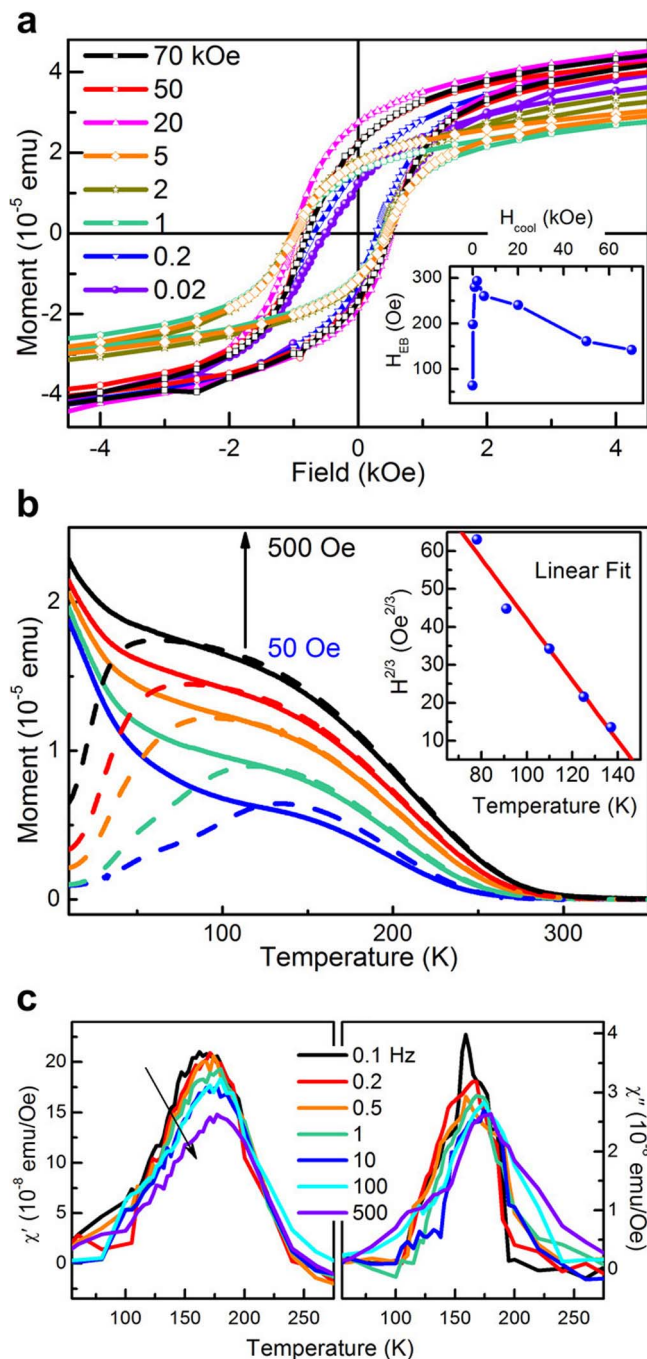 a
70 kOe
50
20
5
2
1
0.2
0.02
Moment (10⁻⁵ emu)
4
2
0
-2
-4
-4 -2 0 2 4
Field (kOe)
H_cool (kOe)
0 20 40 60
300
200
100
H_EB (Oe)
b
500 Oe
50 Oe
Moment (10⁻⁵ emu)
2
1
0
100 200 300
Temperature (K)
Linear Fit
H^2/3 (Oe^2/3)
60
50
40
30
20
10
80 100 120 140
Temperature (K)
c
χ′ (10⁻⁸ emu/Oe)
20
15
10
5
0
0.1 Hz
0.2
0.5
1
10
100
500
4
3
2
1
0
χ″ (10⁻⁸ emu/Oe)
100 150 200 250 100 150 200 250
Temperature (K)